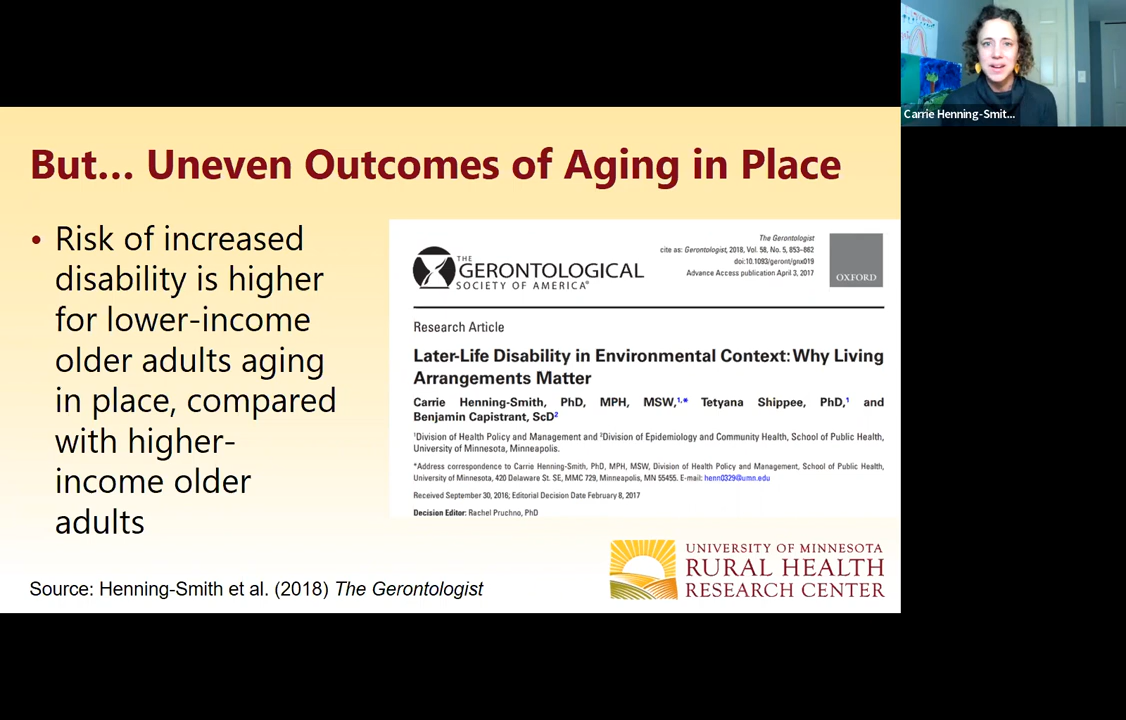 Carrie Henning-Smit...
But... Uneven Outcomes of Aging in Place
• Risk of increased
disability is higher
for lower-income
older adults aging
in place, compared
with higher-
income older
adults
The Gerontologist
cite as: Gerontologist, 2018, Vol. 58, No. 5, 853–862
doi:10.1093/geront/gnx019
Advance Access publication April 3, 2017
THE
GERONTOLOGICAL
SOCIETY OF AMERICA®
OXFORD
Research Article
Later-Life Disability in Environmental Context: Why Living
Arrangements Matter
Carrie Henning-Smith, PhD, MPH, MSW,1,* Tetyana Shippee, PhD,1 and
Benjamin Capistrant, ScD2
1Division of Health Policy and Management and 2Division of Epidemiology and Community Health, School of Public Health,
University of Minnesota, Minneapolis.
*Address correspondence to Carrie Henning-Smith, PhD, MPH, MSW, Division of Health Policy and Management, School of Public Health,
University of Minnesota, 420 Delaware St. SE, MMC 729, Minneapolis, MN 55455. E-mail: henn0329@umn.edu
Received September 30, 2016; Editorial Decision Date February 8, 2017
Decision Editor: Rachel Pruchno, PhD
UNIVERSITY OF MINNESOTA
RURAL HEALTH
RESEARCH CENTER
Source: Henning-Smith et al. (2018) The Gerontologist